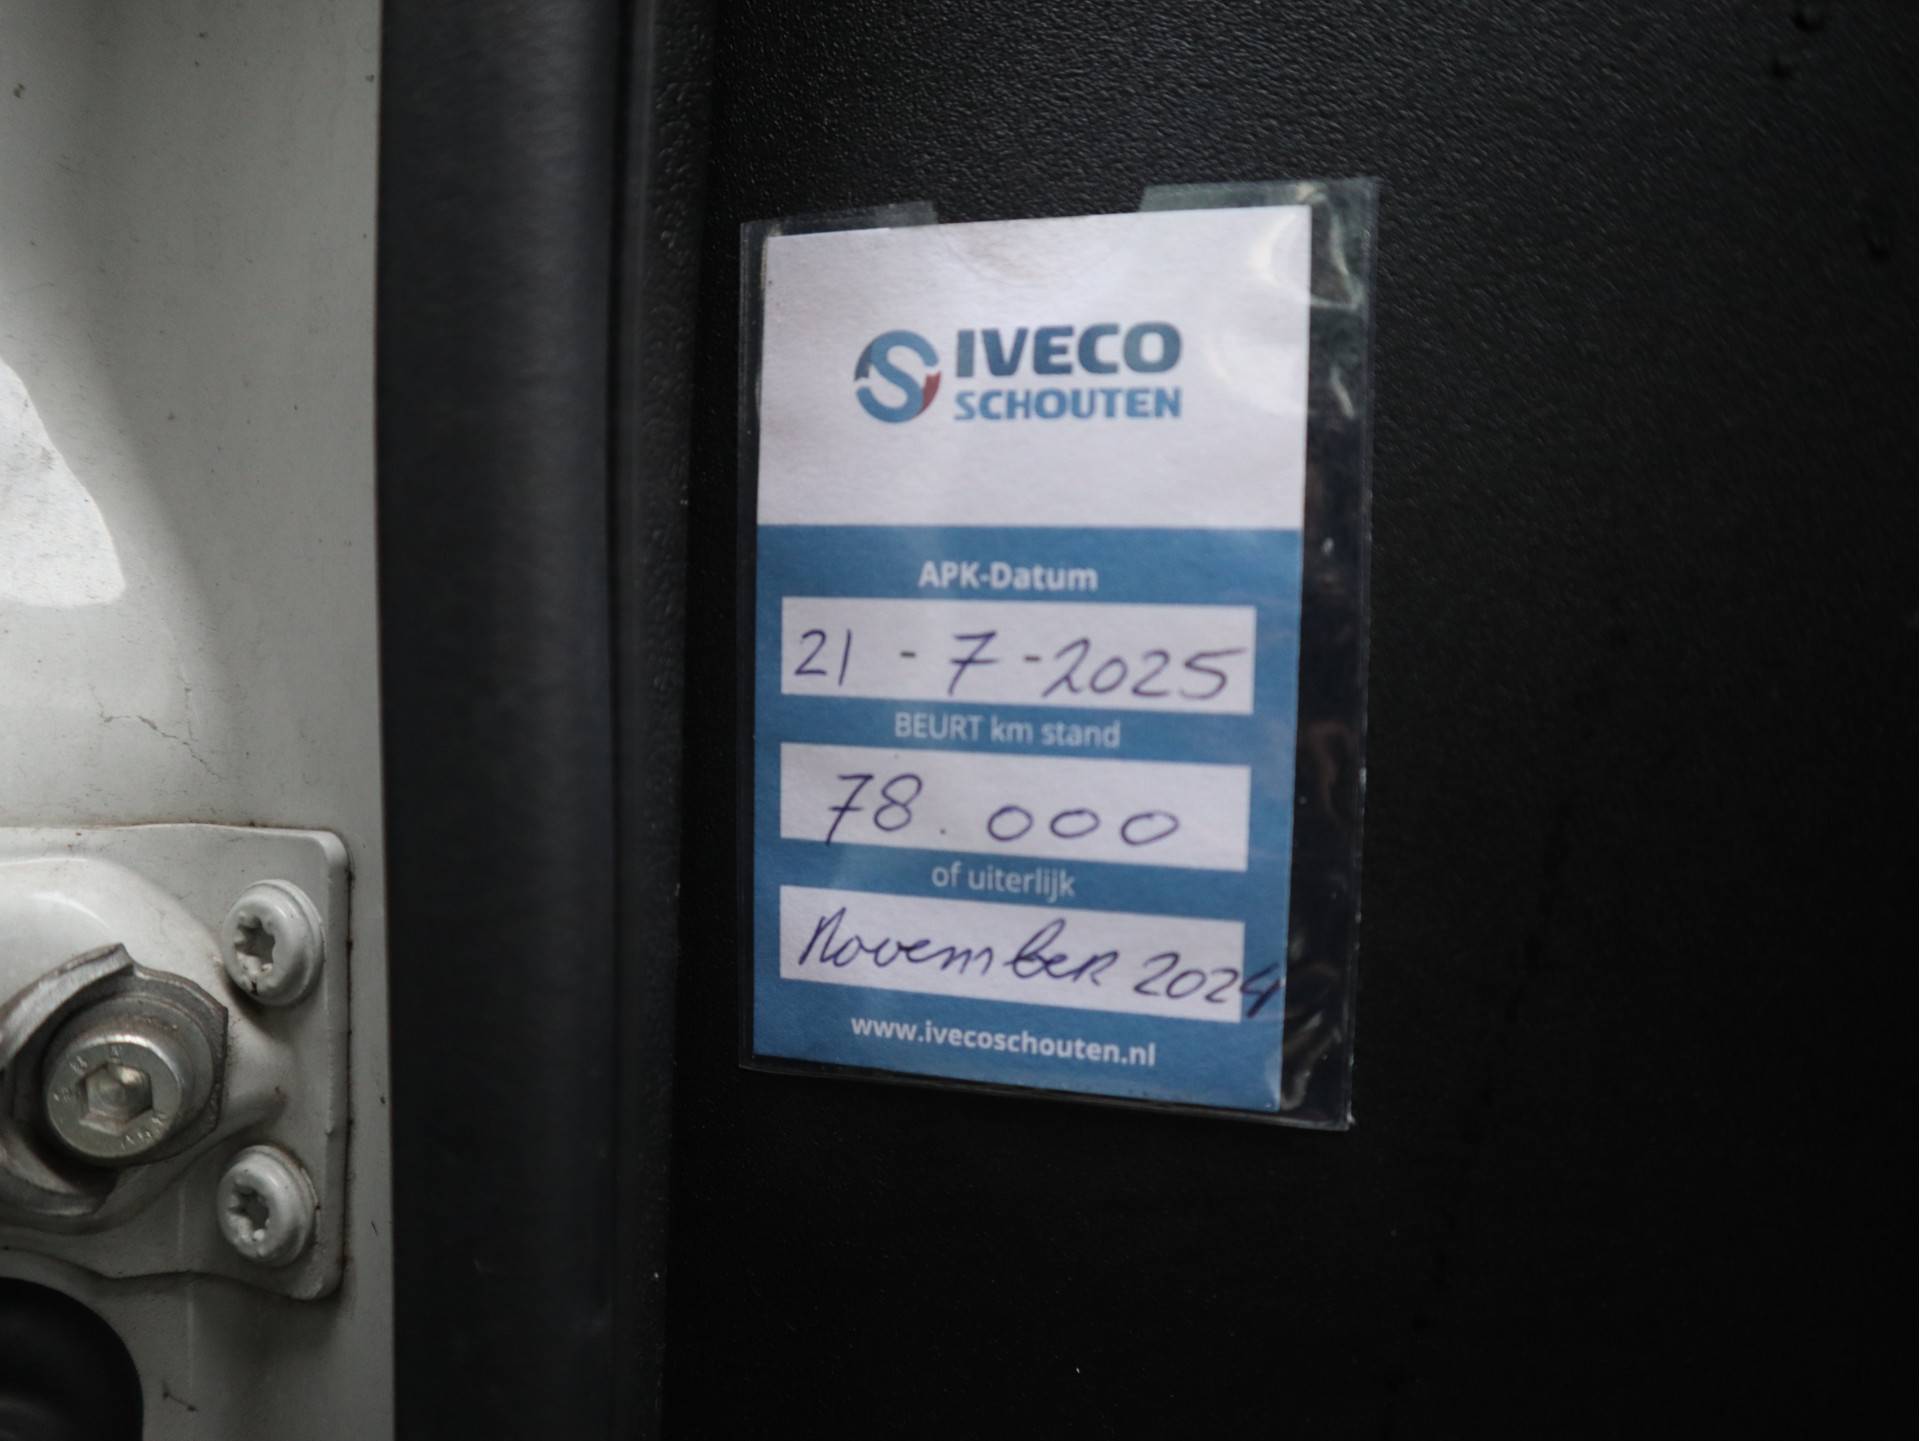 IVECO
SCHOUTEN
APK-Datum
21 - 7 - 2025
BEURT km stand
78.000
of uiterlijk
November 2024
www.ivecoschouten.nl